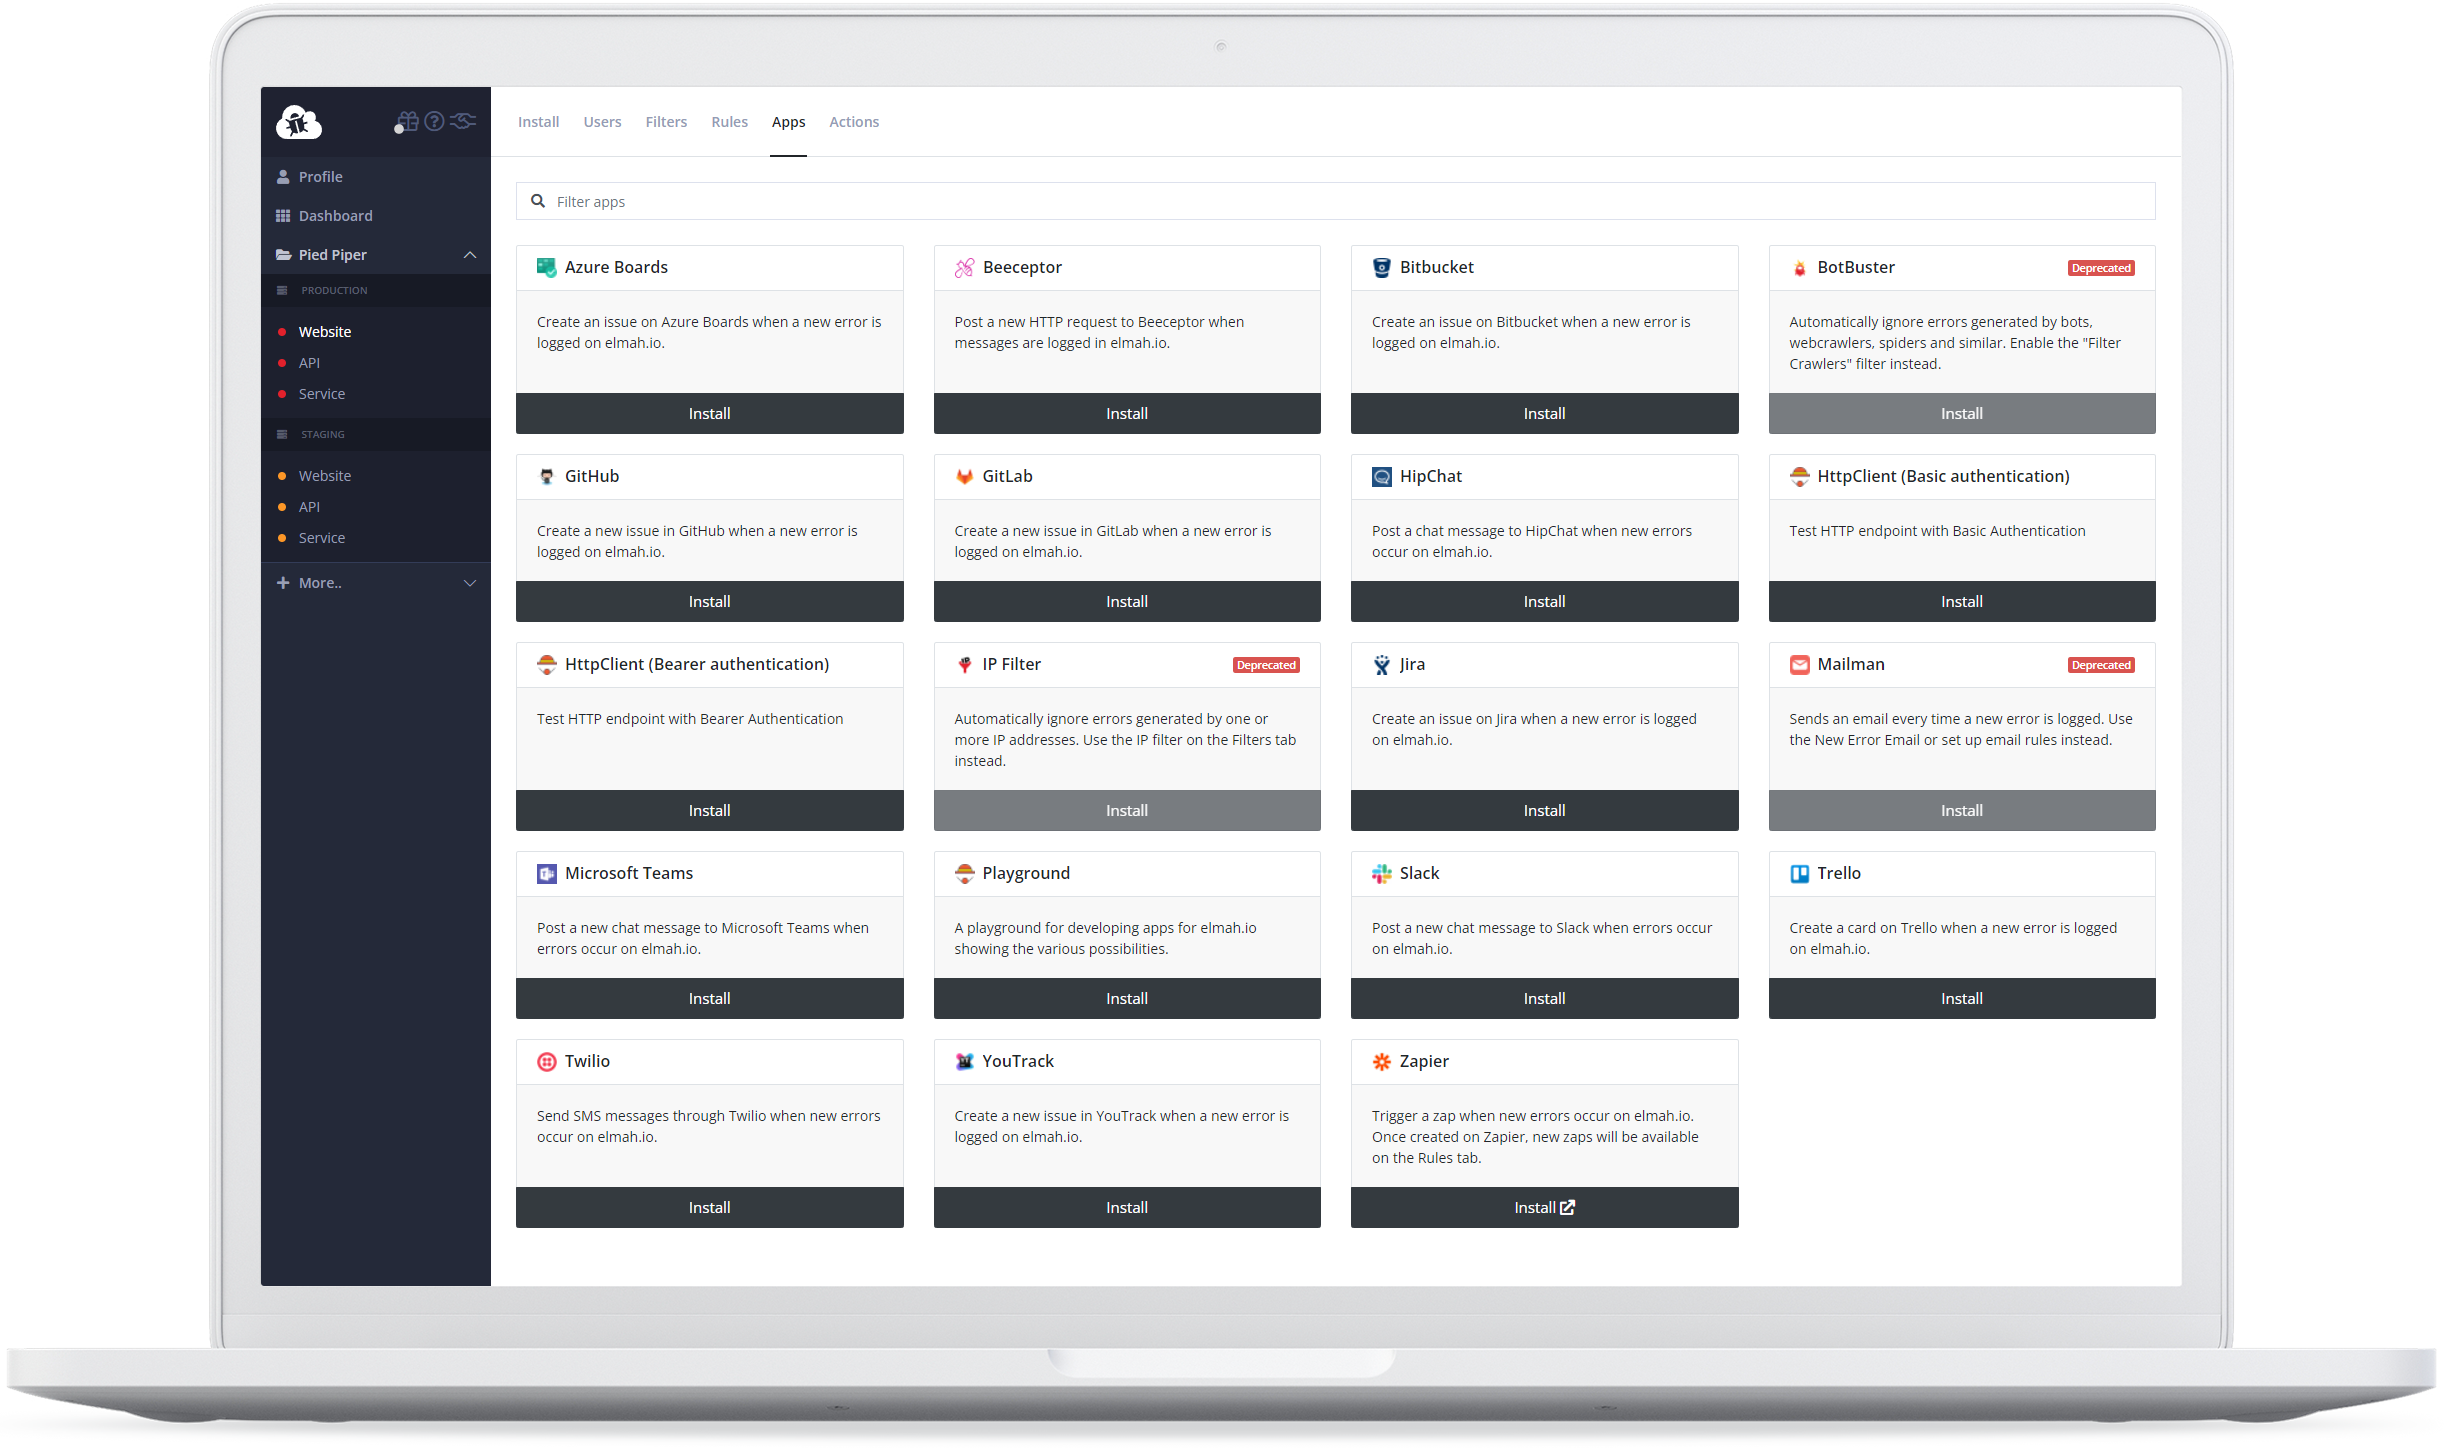 Install Users Filters Rules Apps Actions
Profile
Dashboard
Pied Piper
PRODUCTION
Website
API
Service
STAGING
Website
API
Service
More..
Filter apps
Azure Boards
Create an issue on Azure Boards when a new error is
logged on elmah.io.
Install
Beeceptor
Post a new HTTP request to Beeceptor when
messages are logged in elmah.io.
Install
Bitbucket
Create an issue on Bitbucket when a new error is
logged on elmah.io.
Install
BotBuster Deprecated
Automatically ignore errors generated by bots,
webcrawlers, spiders and similar. Enable the "Filter
Crawlers" filter instead.
Install
GitHub
Create a new issue in GitHub when a new error is
logged on elmah.io.
Install
GitLab
Create a new issue in GitLab when a new error is
logged on elmah.io.
Install
HipChat
Post a chat message to HipChat when new errors
occur on elmah.io.
Install
HttpClient (Basic authentication)
Test HTTP endpoint with Basic Authentication
Install
HttpClient (Bearer authentication)
Test HTTP endpoint with Bearer Authentication
Install
IP Filter Deprecated
Automatically ignore errors generated by one or
more IP addresses. Use the IP filter on the Filters tab
instead.
Install
Jira
Create an issue on Jira when a new error is logged
on elmah.io.
Install
Mailman Deprecated
Sends an email every time a new error is logged. Use
the New Error Email or set up email rules instead.
Install
Microsoft Teams
Post a new chat message to Microsoft Teams when
errors occur on elmah.io.
Install
Playground
A playground for developing apps for elmah.io
showing the various possibilities.
Install
Slack
Post a new chat message to Slack when errors occur
on elmah.io.
Install
Trello
Create a card on Trello when a new error is logged
on elmah.io.
Install
Twilio
Send SMS messages through Twilio when new errors
occur on elmah.io.
Install
YouTrack
Create a new issue in YouTrack when a new error is
logged on elmah.io.
Install
Zapier
Trigger a zap when new errors occur on elmah.io.
Once created on Zapier, new zaps will be available
on the Rules tab.
Install